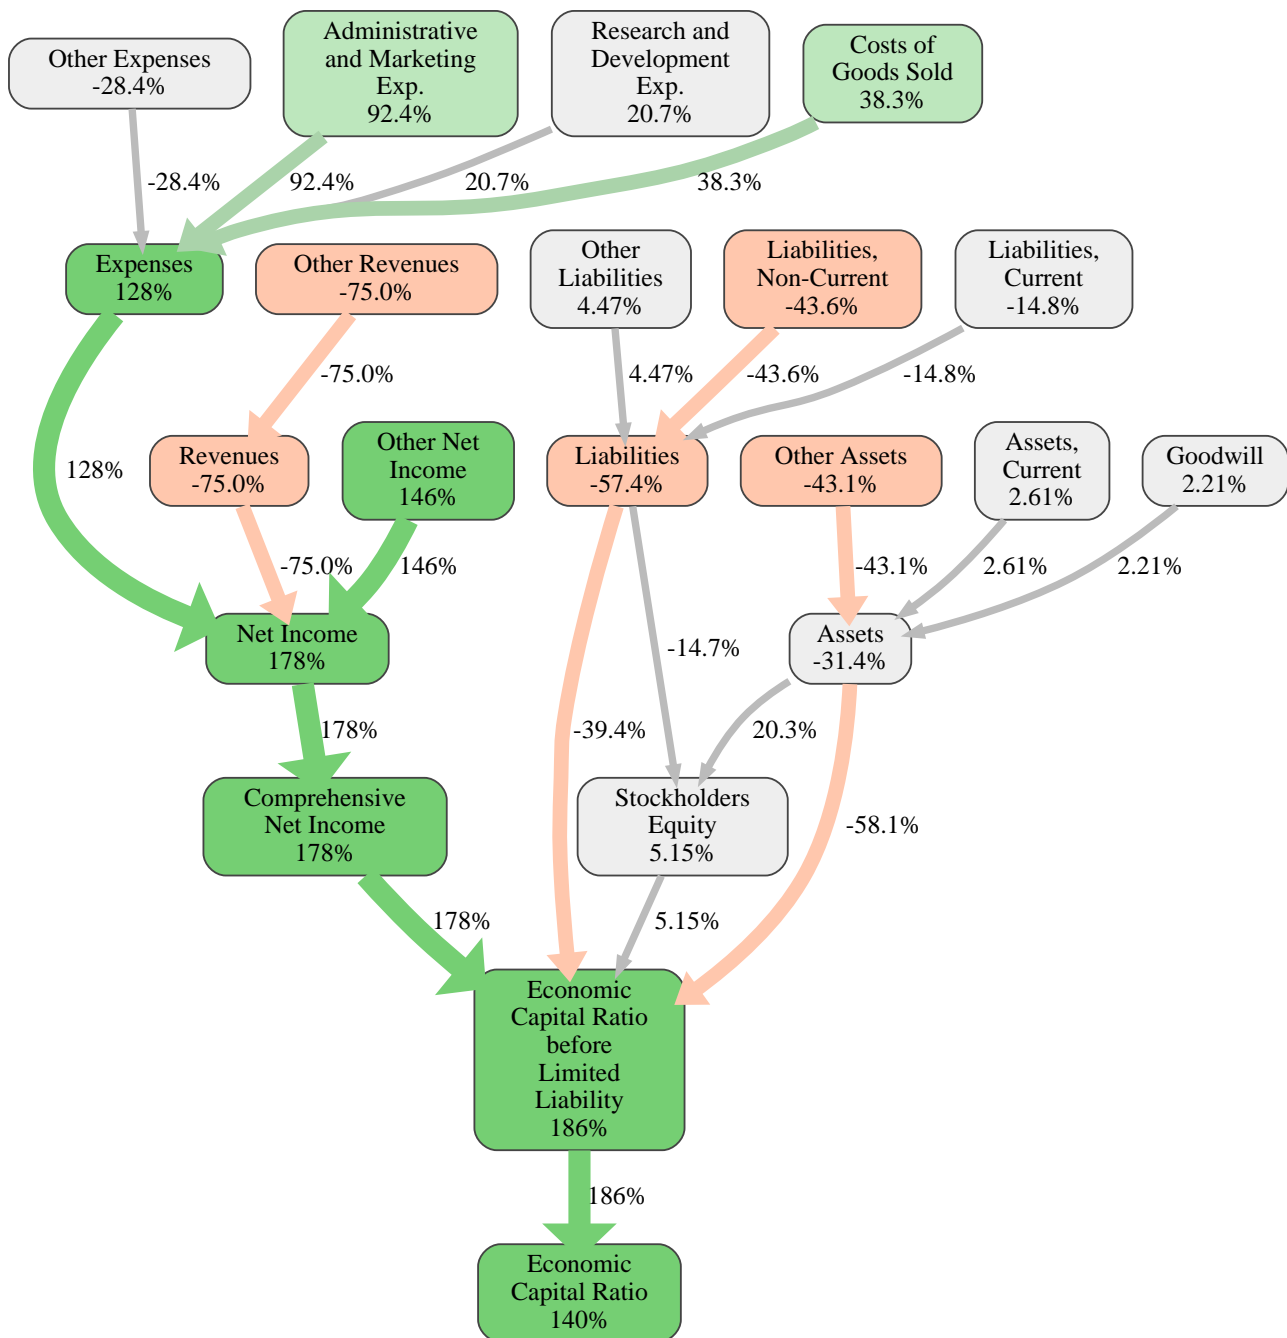 Other Expenses
-28.4%
Administrative
and Marketing
Exp.
92.4%
Research and
Development
Exp.
20.7%
Costs of
Goods Sold
38.3%
-28.4%
92.4%
20.7%
38.3%
Expenses
128%
Other Revenues
-75.0%
Other
Liabilities
4.47%
Liabilities,
Non-Current
-43.6%
Liabilities,
Current
-14.8%
-75.0%
4.47%
-43.6%
-14.8%
128%
Revenues
-75.0%
Other Net
Income
146%
Liabilities
-57.4%
Other Assets
-43.1%
Assets,
Current
2.61%
Goodwill
2.21%
-75.0%
146%
-43.1%
2.61%
2.21%
Net Income
178%
-14.7%
Assets
-31.4%
178%
-39.4%
20.3%
Comprehensive
Net Income
178%
Stockholders
Equity
5.15%
-58.1%
178%
5.15%
Economic
Capital Ratio
before
Limited
Liability
186%
186%
Economic
Capital Ratio
140%